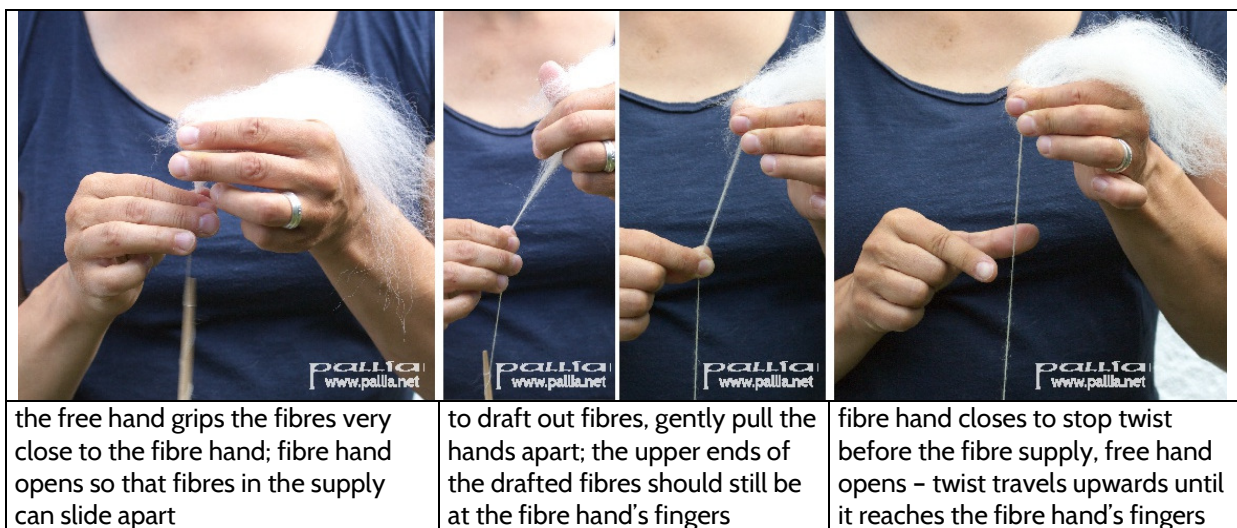 pallia
www.pallia.net
pallia
www.pallia.net
pallia
www.pallia.net
pallia
www.pallia.net
the free hand grips the fibres very
close to the fibre hand; fibre hand
opens so that fibres in the supply
can slide apart
to draft out fibres, gently pull the
hands apart; the upper ends of
the drafted fibres should still be
at the fibre hand's fingers
fibre hand closes to stop twist
before the fibre supply, free hand
opens – twist travels upwards until
it reaches the fibre hand's fingers